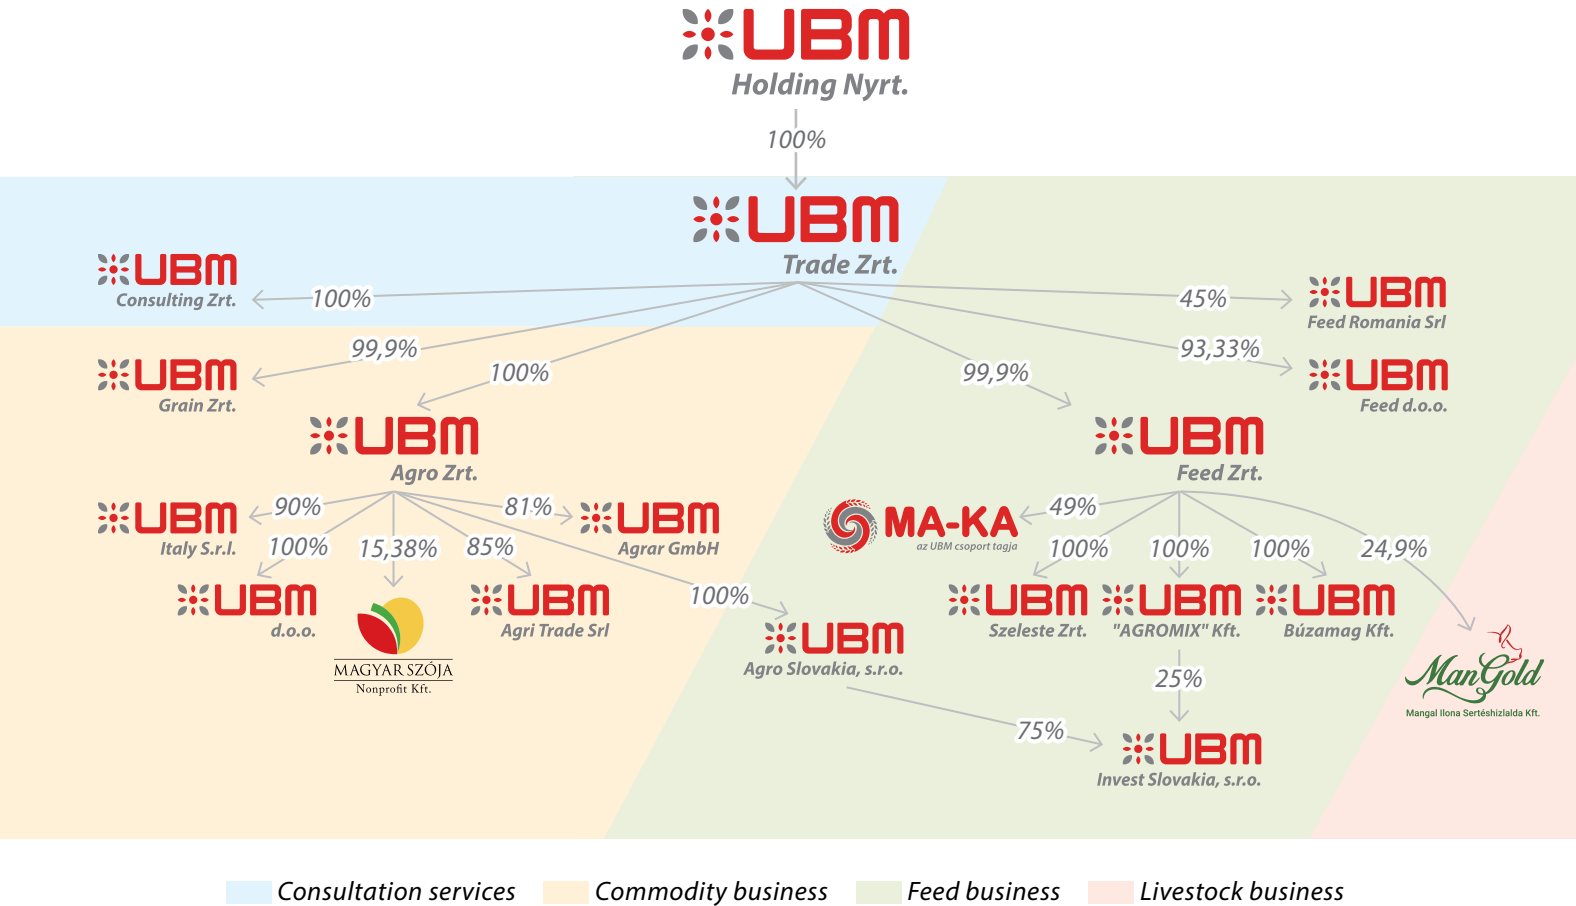 UBM
Holding Nyrt.
100%
UBM
Trade Zrt.
UBM
Consulting Zrt.
100%
45%
UBM
Feed Romania Srl
99,9%
93,33%
UBM
Grain Zrt.
100%
99,9%
UBM
Feed d.o.o.
UBM
Agro Zrt.
UBM
Feed Zrt.
90%
81%
49%
UBM
Italy S.r.l.
UBM
Agrar GmbH
MA-KA
az UBM csoport tagja
100%
15,38%
85%
100%
100%
100%
100%
24,9%
UBM
d.o.o.
MAGYAR SZÓJA
Nonprofit Kft.
UBM
Agri Trade Srl
UBM
Agro Slovakia, s.r.o.
UBM
Szeleste Zrt.
UBM
"AGROMIX" Kft.
UBM
Búzamag Kft.
ManGold
Mangal Ilona Sertéshizlalda Kft.
25%
75%
UBM
Invest Slovakia, s.r.o.
Consultation services
Commodity business
Feed business
Livestock business